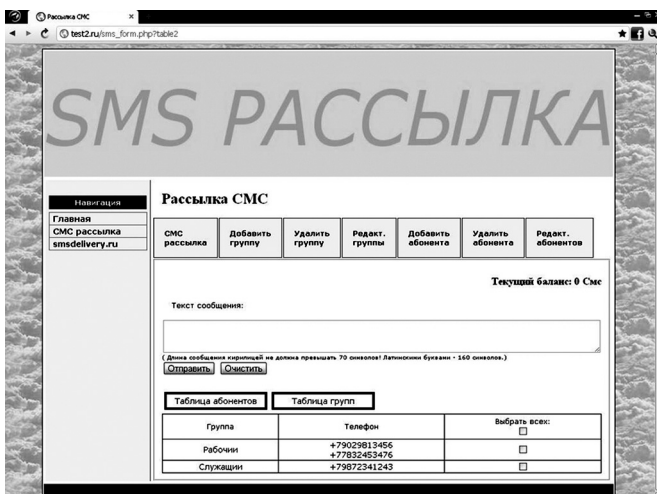 Рассылка СМС
test2.ru/sms_form.php?table2
SMS РАССЫЛКА
Навигация
Главная
СМС рассылка
smsdelivery.ru
Рассылка СМС
СМС рассылка
Добавить группу
Удалить группу
Редакт. группы
Добавить абонента
Удалить абонента
Редакт. абонентов
Текущий баланс: 0 Смс
Текст сообщения:
( Длина сообщения кирилицей не должна превышать 70 символов! Латинскими буквами - 160 символов.)
Отправить Очистить
Таблица абонентов Таблица групп
Группа Телефон Выбрать всех:
Рабочии +79029813456
+77832453476
Служащии +79872341243